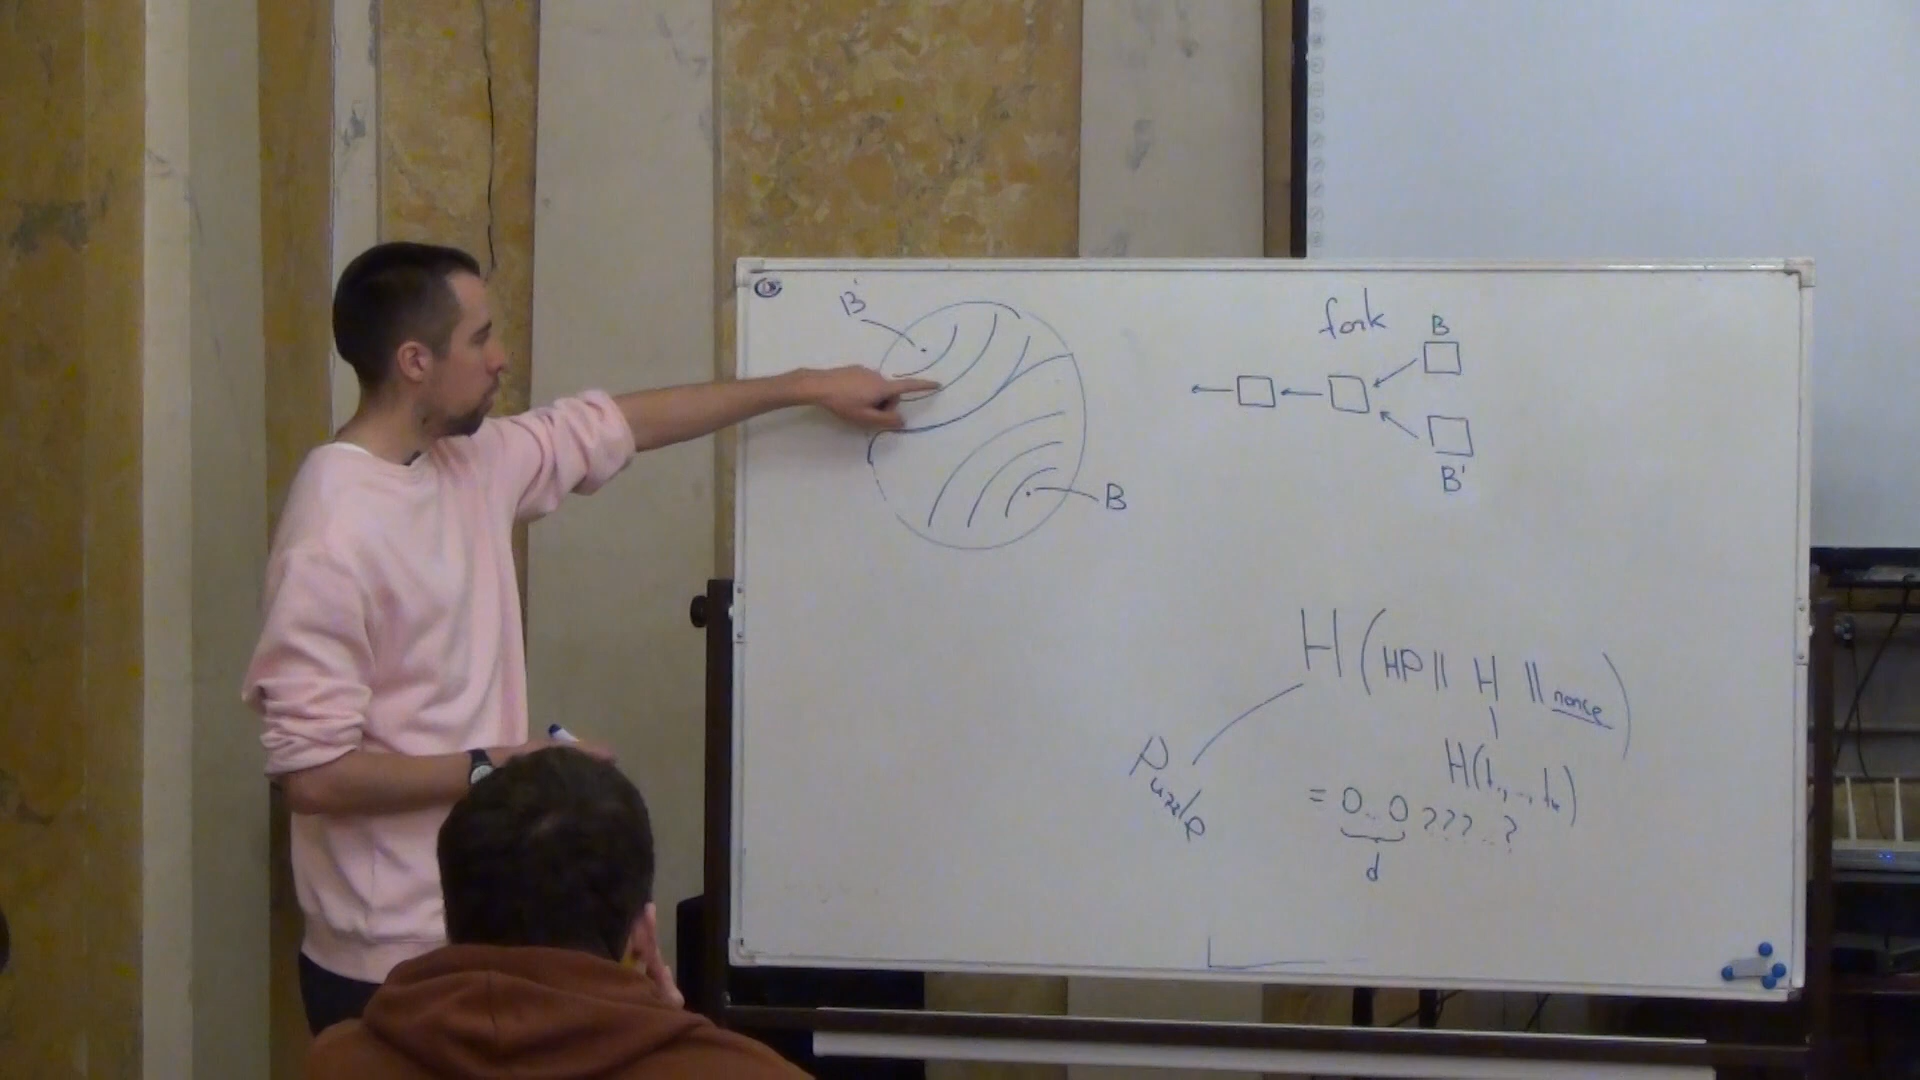 B'
B
fork
B
B'
H(HP || H || nonce)
H(t₁, ..., tₖ)
Puzzle
= 0..0 ???..?
d